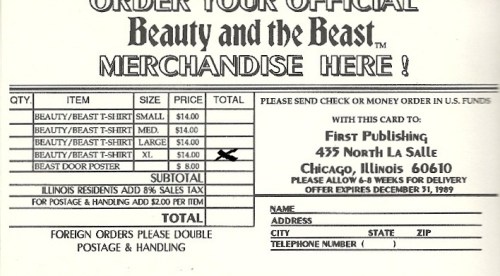 ORDER YOUR OFFICIAL
Beauty and the Beast™
MERCHANDISE HERE!
QTY. ITEM SIZE PRICE TOTAL
BEAUTY/BEAST T-SHIRT SMALL $14.00
BEAUTY/BEAST T-SHIRT MED. $14.00
BEAUTY/BEAST T-SHIRT LARGE $14.00
BEAUTY/BEAST T-SHIRT XL $14.00 X
BEAST DOOR POSTER $ 8.00
SUBTOTAL
ILLINOIS RESIDENTS ADD 8% SALES TAX
FOR POSTAGE & HANDLING ADD $2.00 PER ITEM
TOTAL
FOREIGN ORDERS PLEASE DOUBLE
POSTAGE & HANDLING
PLEASE SEND CHECK OR MONEY ORDER IN U.S. FUNDS
WITH THIS CARD TO:
First Publishing
435 North La Salle
Chicago, Illinois 60610
PLEASE ALLOW 6-8 WEEKS FOR DELIVERY
OFFER EXPIRES DECEMBER 31, 1989
NAME
ADDRESS
CITY STATE ZIP
TELEPHONE NUMBER ( )